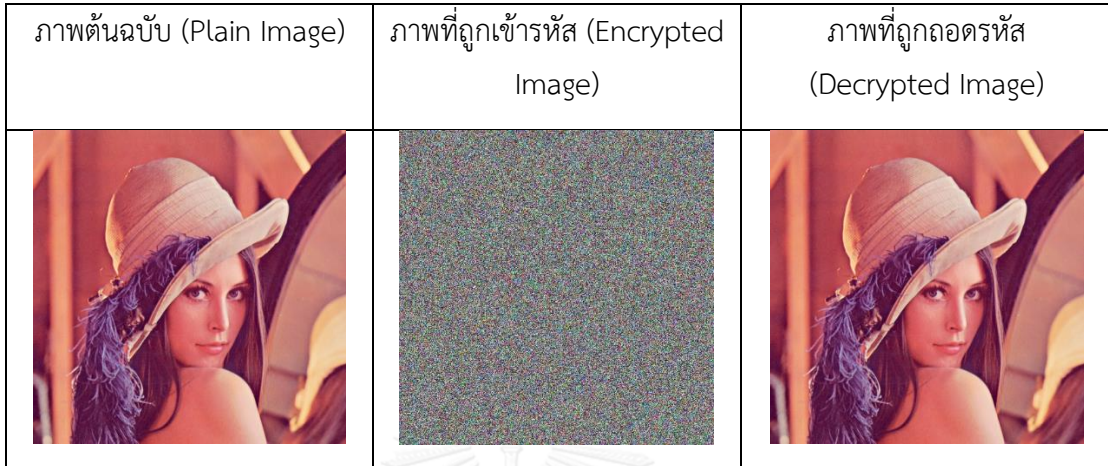 ภาพต้นฉบับ (Plain Image)
ภาพที่ถูกเข้ารหัส (Encrypted
Image)
ภาพที่ถูกถอดรหัส
(Decrypted Image)